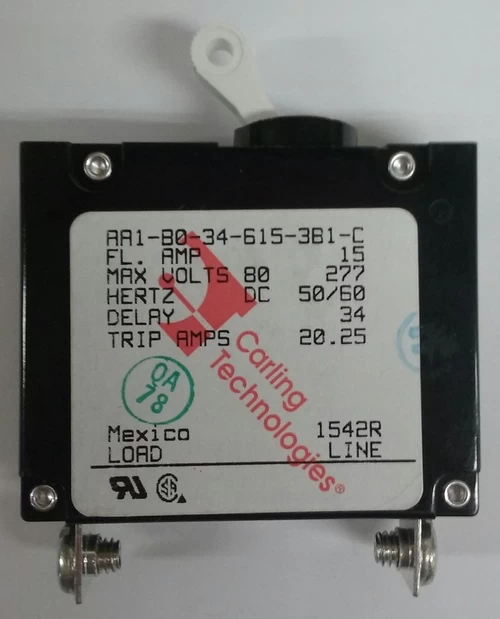 AA1-B0-34-615-3B1-C
FL. AMP 15
MAX VOLTS 80 277
HERTZ DC 50/60
DELAY 34
TRIP AMPS 20.25
Carling
Technologies®
QA
78
Mexico 1542R
LOAD LINE